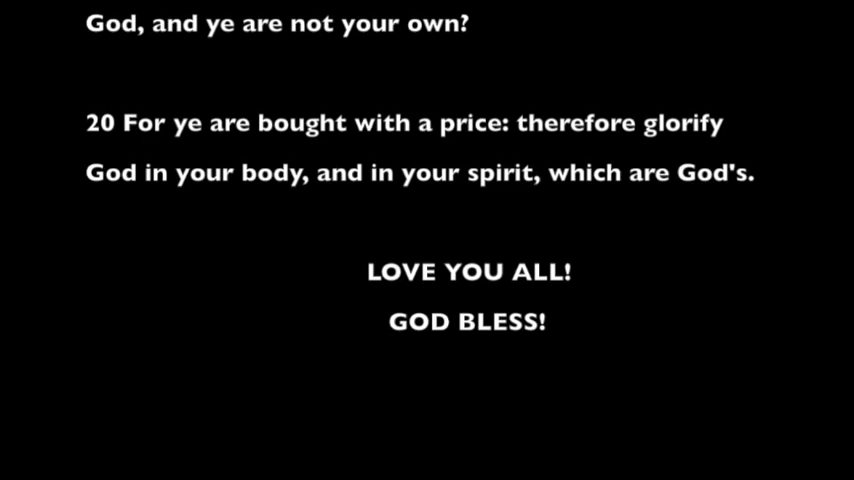 God, and ye are not your own?
20 For ye are bought with a price: therefore glorify
God in your body, and in your spirit, which are God's.
LOVE YOU ALL!
GOD BLESS!